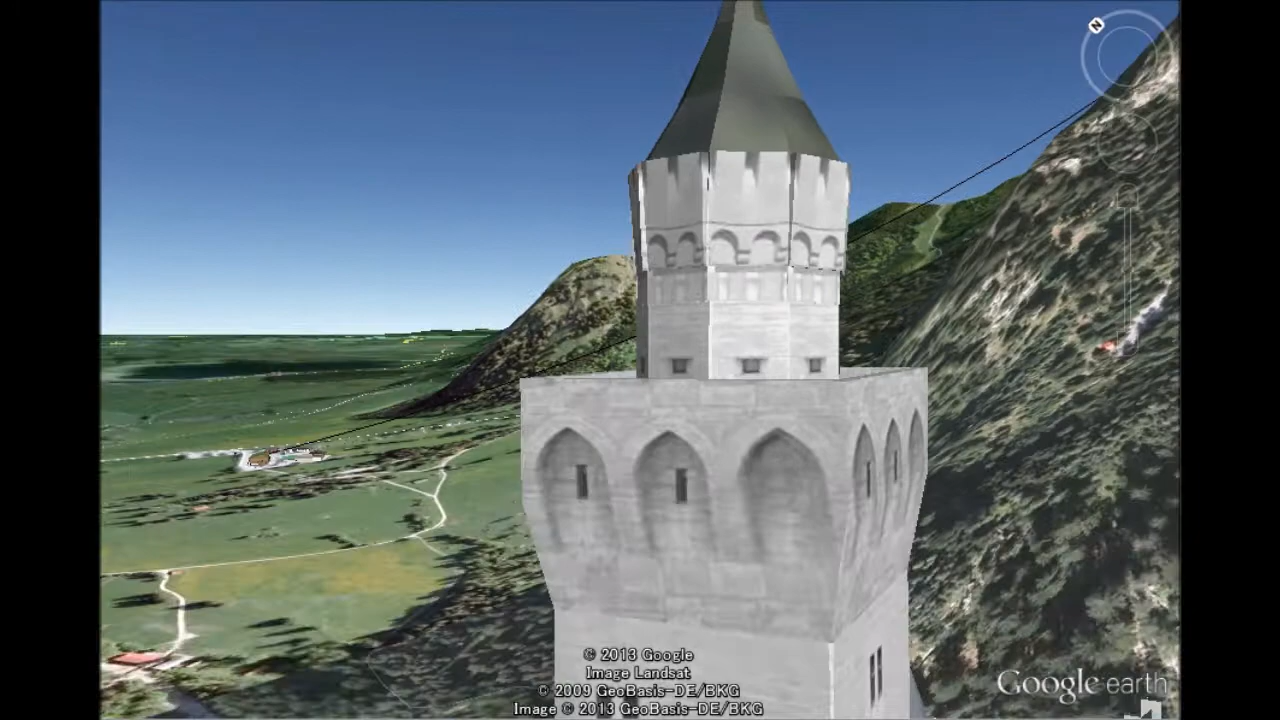 N
© 2013 Google
Image Landsat
© 2009 GeoBasis-DE/BKG
Image © 2013 GeoBasis-DE/BKG
Google earth